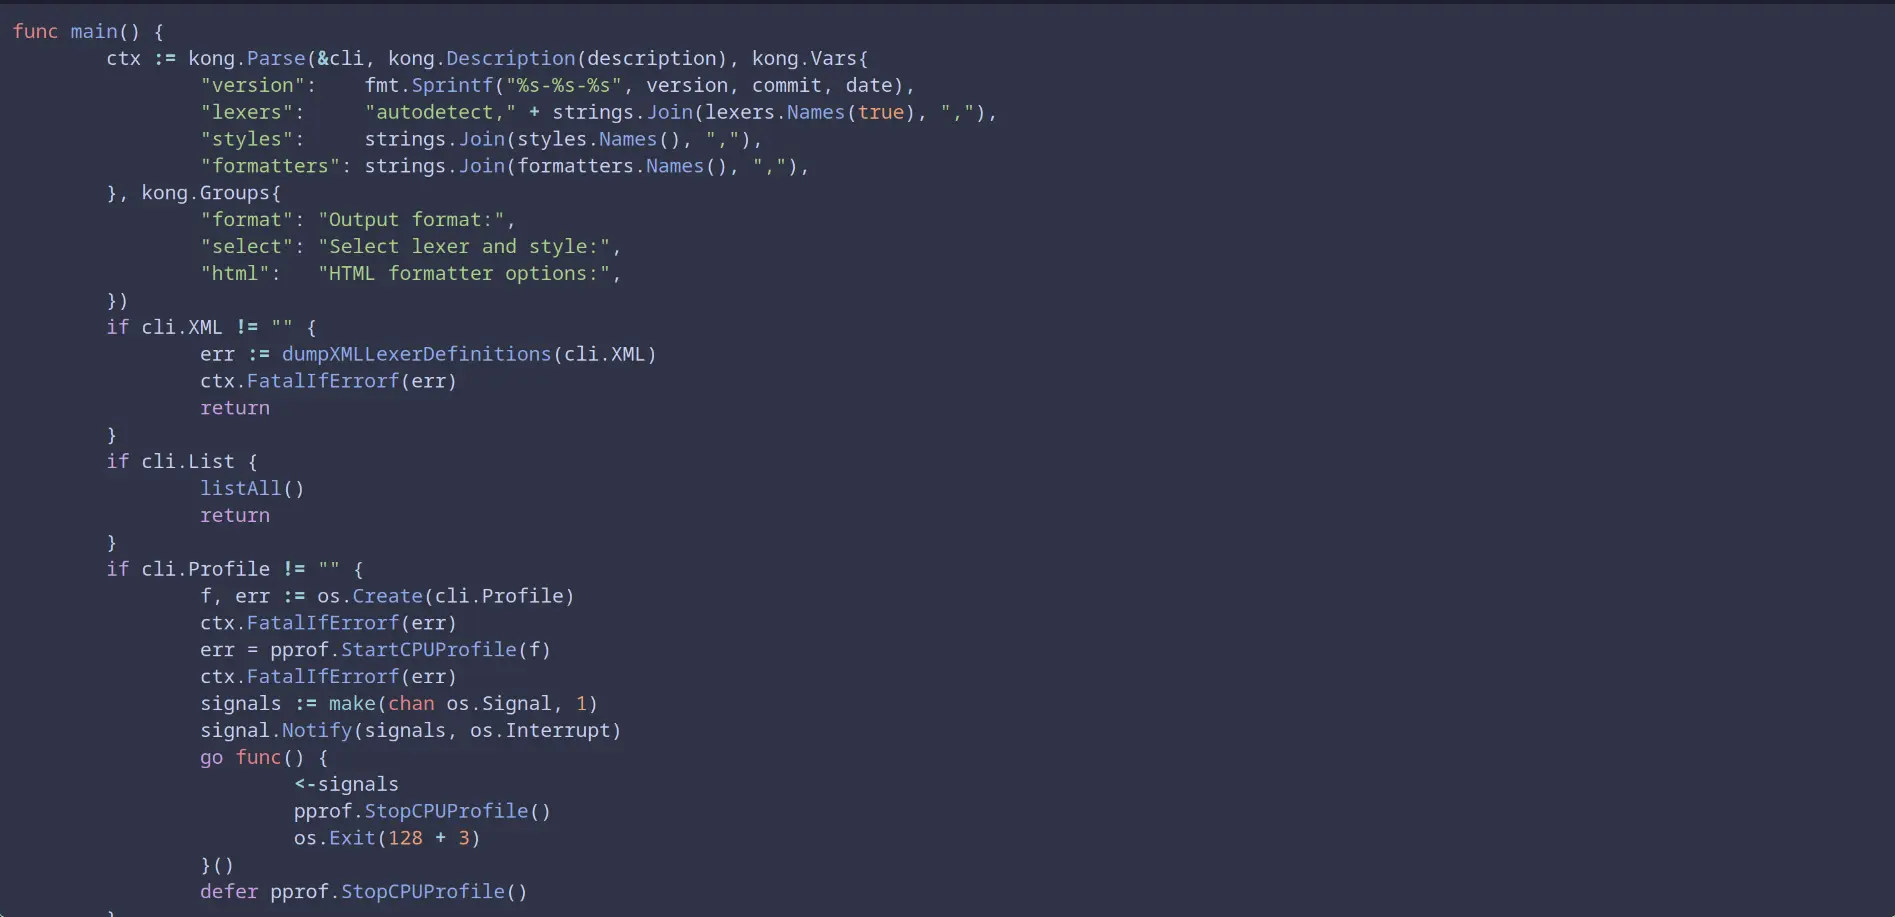 func main() {
        ctx := kong.Parse(&cli, kong.Description(description), kong.Vars{
                "version":    fmt.Sprintf("%s-%s-%s", version, commit, date),
                "lexers":     "autodetect," + strings.Join(lexers.Names(true), ","),
                "styles":     strings.Join(styles.Names(), ","),
                "formatters": strings.Join(formatters.Names(), ","),
        }, kong.Groups{
                "format": "Output format:",
                "select": "Select lexer and style:",
                "html":   "HTML formatter options:",
        })
        if cli.XML != "" {
                err := dumpXMLLexerDefinitions(cli.XML)
                ctx.FatalIfErrorf(err)
                return
        }
        if cli.List {
                listAll()
                return
        }
        if cli.Profile != "" {
                f, err := os.Create(cli.Profile)
                ctx.FatalIfErrorf(err)
                err = pprof.StartCPUProfile(f)
                ctx.FatalIfErrorf(err)
                signals := make(chan os.Signal, 1)
                signal.Notify(signals, os.Interrupt)
                go func() {
                        <-signals
                        pprof.StopCPUProfile()
                        os.Exit(128 + 3)
                }()
                defer pprof.StopCPUProfile()
        }